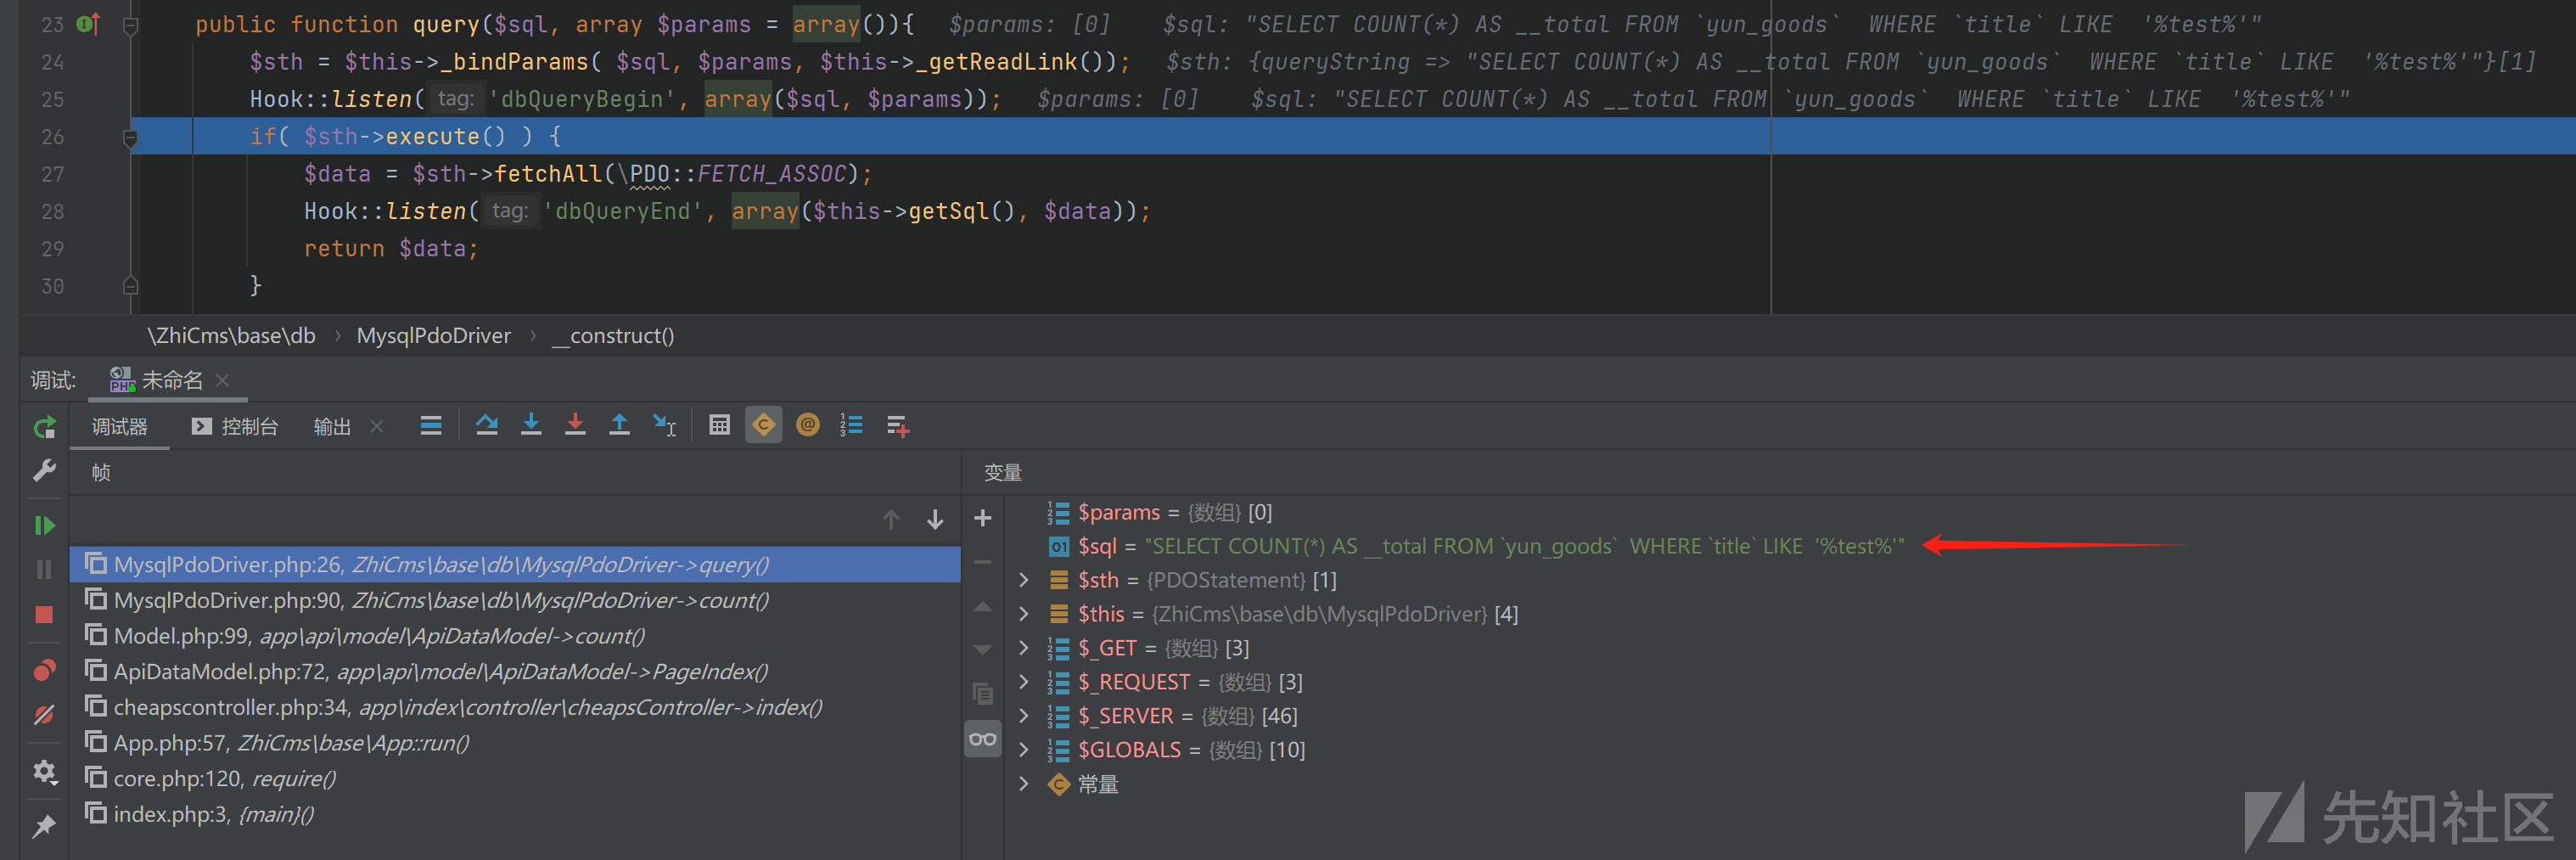 23 public function query($sql, array $params = array()){ $params: [0] $sql: "SELECT COUNT(*) AS __total FROM `yun_goods` WHERE `title` LIKE '%test%'"
24 $sth = $this->_bindParams( $sql, $params, $this->_getReadLink()); $sth: {queryString => "SELECT COUNT(*) AS __total FROM `yun_goods` WHERE `title` LIKE '%test%'"}[1]
25 Hook::listen( tag: 'dbQueryBegin', array($sql, $params)); $params: [0] $sql: "SELECT COUNT(*) AS __total FROM `yun_goods` WHERE `title` LIKE '%test%'"
26 if( $sth->execute() ) {
27 $data = $sth->fetchAll(\PDO::FETCH_ASSOC);
28 Hook::listen( tag: 'dbQueryEnd', array($this->getSql(), $data));
29 return $data;
30 }
\ZhiCms\base\db › MysqlPdoDriver › __construct()
调试: 未命名
调试器 控制台 输出
帧
MysqlPdoDriver.php:26, ZhiCms\base\db\MysqlPdoDriver->query()
MysqlPdoDriver.php:90, ZhiCms\base\db\MysqlPdoDriver->count()
Model.php:99, app\api\model\ApiDataModel->count()
ApiDataModel.php:72, app\api\model\ApiDataModel->PageIndex()
cheapscontroller.php:34, app\index\controller\cheapsController->index()
App.php:57, ZhiCms\base\App::run()
core.php:120, require()
index.php:3, {main}()
变量
$params = {数组} [0]
$sql = "SELECT COUNT(*) AS __total FROM `yun_goods` WHERE `title` LIKE '%test%'"
$sth = {PDOStatement} [1]
$this = {ZhiCms\base\db\MysqlPdoDriver} [4]
$_GET = {数组} [3]
$_REQUEST = {数组} [3]
$_SERVER = {数组} [46]
$GLOBALS = {数组} [10]
常量
先知社区